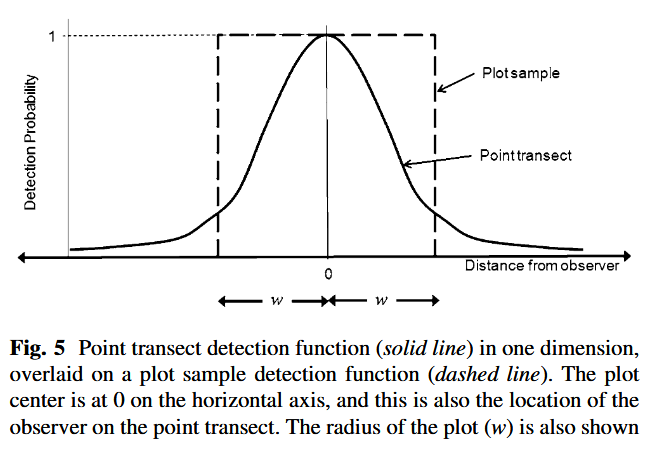 1
Detection Probability
Plot sample
Point transect
0
Distance from observer
w w
Fig. 5 Point transect detection function (solid line) in one dimension,
overlaid on a plot sample detection function (dashed line). The plot
center is at 0 on the horizontal axis, and this is also the location of the
observer on the point transect. The radius of the plot (w) is also shown